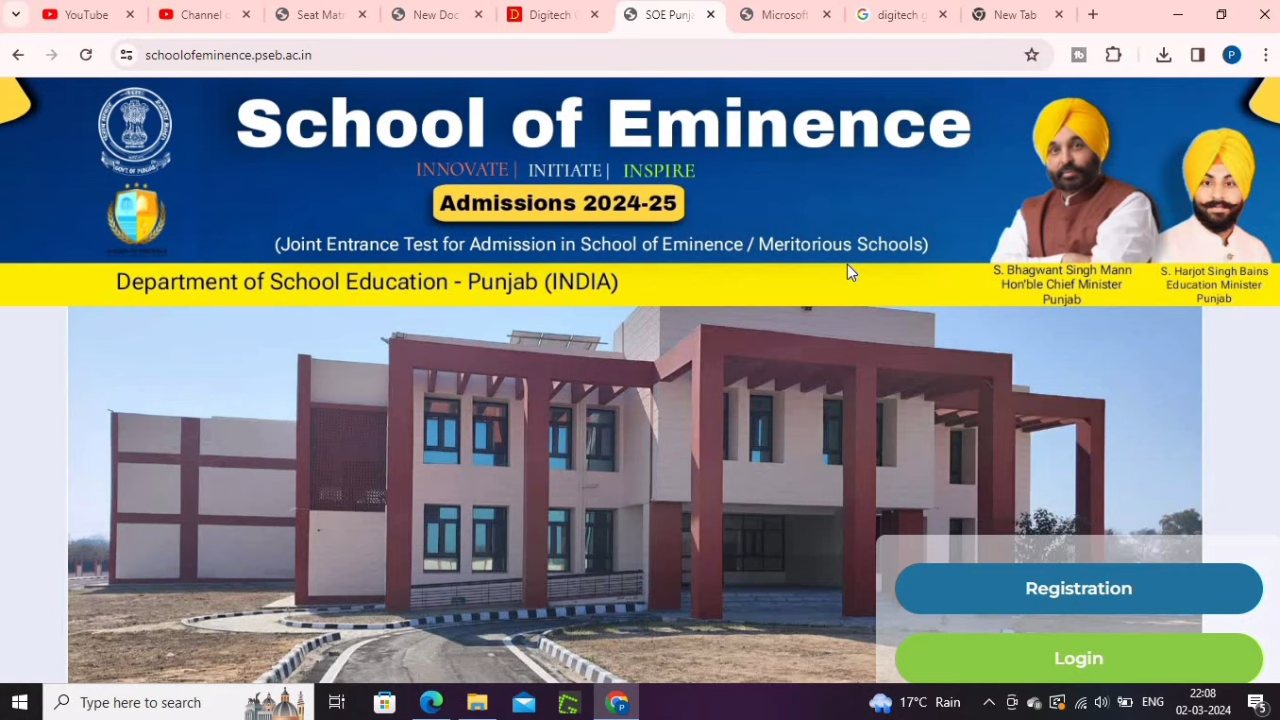 YouTube
Channel
Seat Mat
New Doc
Digitech
SOE Punj
Microsoft
digitech
New Tab
schoolofeminence.pseb.ac.in
P
School of Eminence
INNOVATE | INITIATE | INSPIRE
Admissions 2024-25
(Joint Entrance Test for Admission in School of Eminence / Meritorious Schools)
Department of School Education - Punjab (INDIA)
S. Bhagwant Singh Mann
Hon'ble Chief Minister
Punjab
S. Harjot Singh Bains
Education Minister
Punjab
Registration
Login
Type here to search
17°C Rain
ENG
22:08
02-03-2024
5